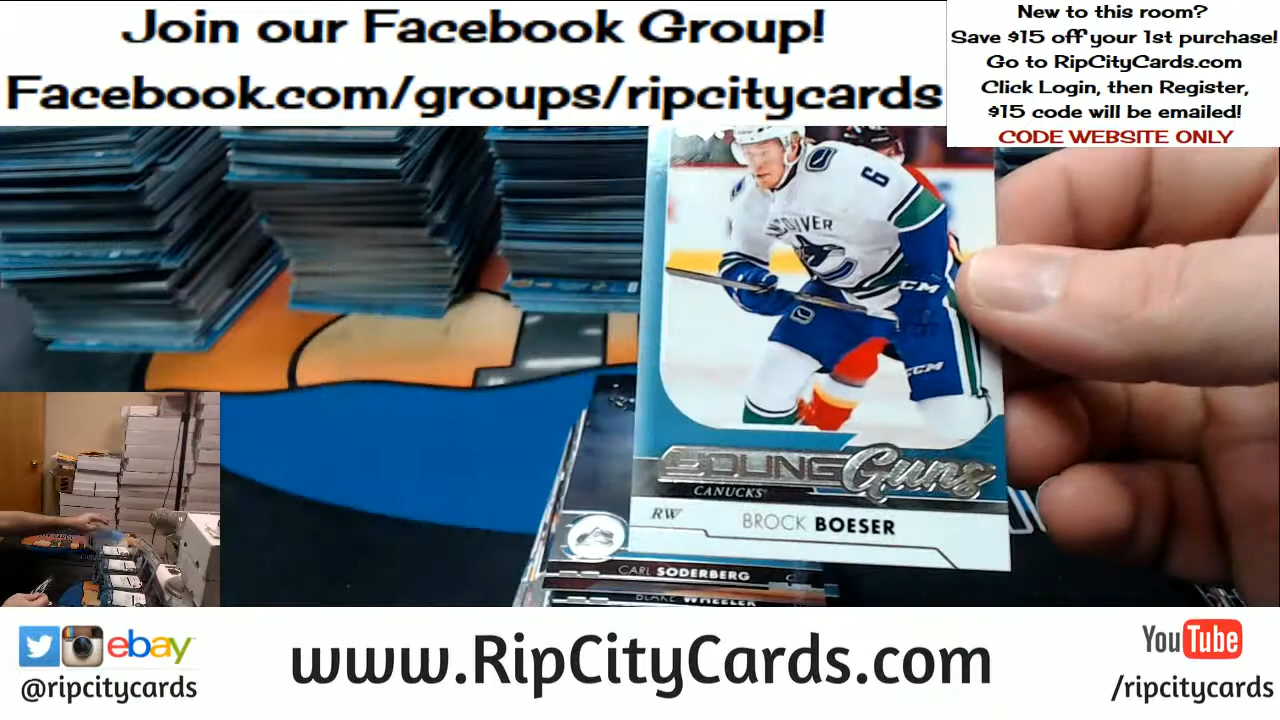 Join our Facebook Group!
Facebook.com/groups/ripcitycards
New to this room?
Save $15 off your 1st purchase!
Go to RipCityCards.com
Click Login, then Register,
$15 code will be emailed!
CODE WEBSITE ONLY
6
VANCOUVER
CCM
CCM
YOUNG Guns
CANUCKS
RW BROCK BOESER
CARL SODERBERG C
BLAKE WHEELER
ebay
@ripcitycards
www.RipCityCards.com
YouTube
/ripcitycards